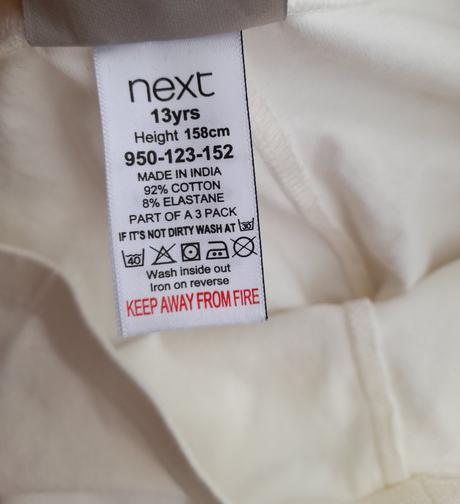 next
13yrs
Height 158cm
950-123-152
MADE IN INDIA
92% COTTON
8% ELASTANE
PART OF A 3 PACK
IF IT'S NOT DIRTY WASH AT 30
40
Wash inside out
Iron on reverse
KEEP AWAY FROM FIRE